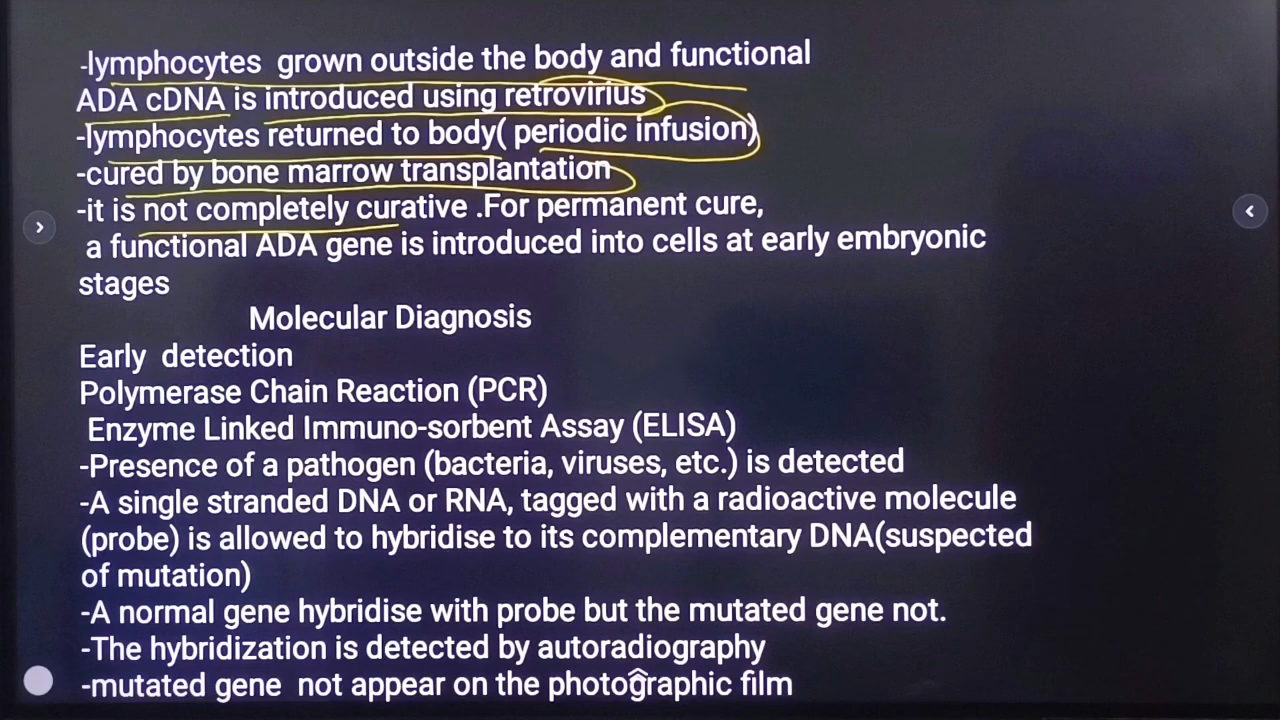 -lymphocytes grown outside the body and functional
ADA cDNA is introduced using retrovirius
-lymphocytes returned to body( periodic infusion)
-cured by bone marrow transplantation
-it is not completely curative .For permanent cure,
a functional ADA gene is introduced into cells at early embryonic
stages
Molecular Diagnosis
Early detection
Polymerase Chain Reaction (PCR)
Enzyme Linked Immuno-sorbent Assay (ELISA)
-Presence of a pathogen (bacteria, viruses, etc.) is detected
-A single stranded DNA or RNA, tagged with a radioactive molecule
(probe) is allowed to hybridise to its complementary DNA(suspected
of mutation)
-A normal gene hybridise with probe but the mutated gene not.
-The hybridization is detected by autoradiography
-mutated gene not appear on the photographic film